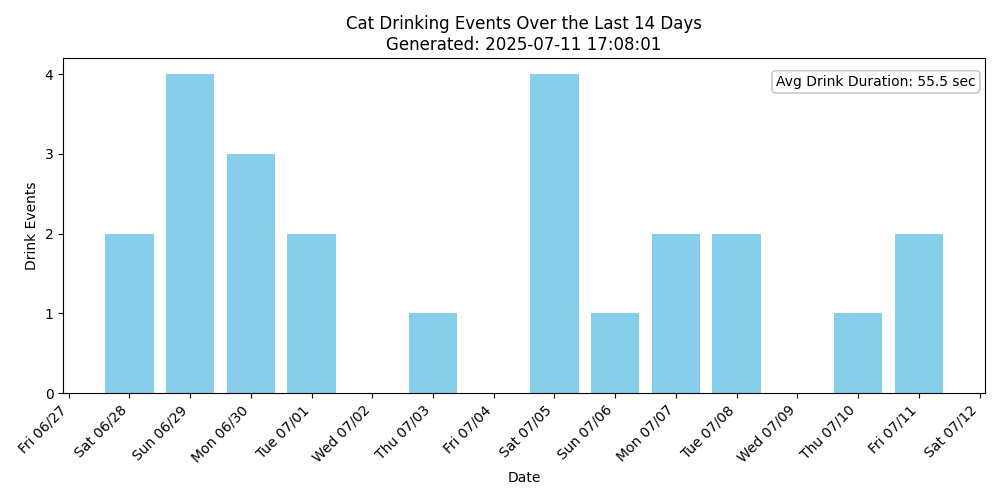 Cat Drinking Events Over the Last 14 Days
Generated: 2025-07-11 17:08:01
Avg Drink Duration: 55.5 sec
Drink Events
4
3
2
1
0
Fri 06/27
Sat 06/28
Sun 06/29
Mon 06/30
Tue 07/01
Wed 07/02
Thu 07/03
Fri 07/04
Sat 07/05
Sun 07/06
Mon 07/07
Tue 07/08
Wed 07/09
Thu 07/10
Fri 07/11
Sat 07/12
Date